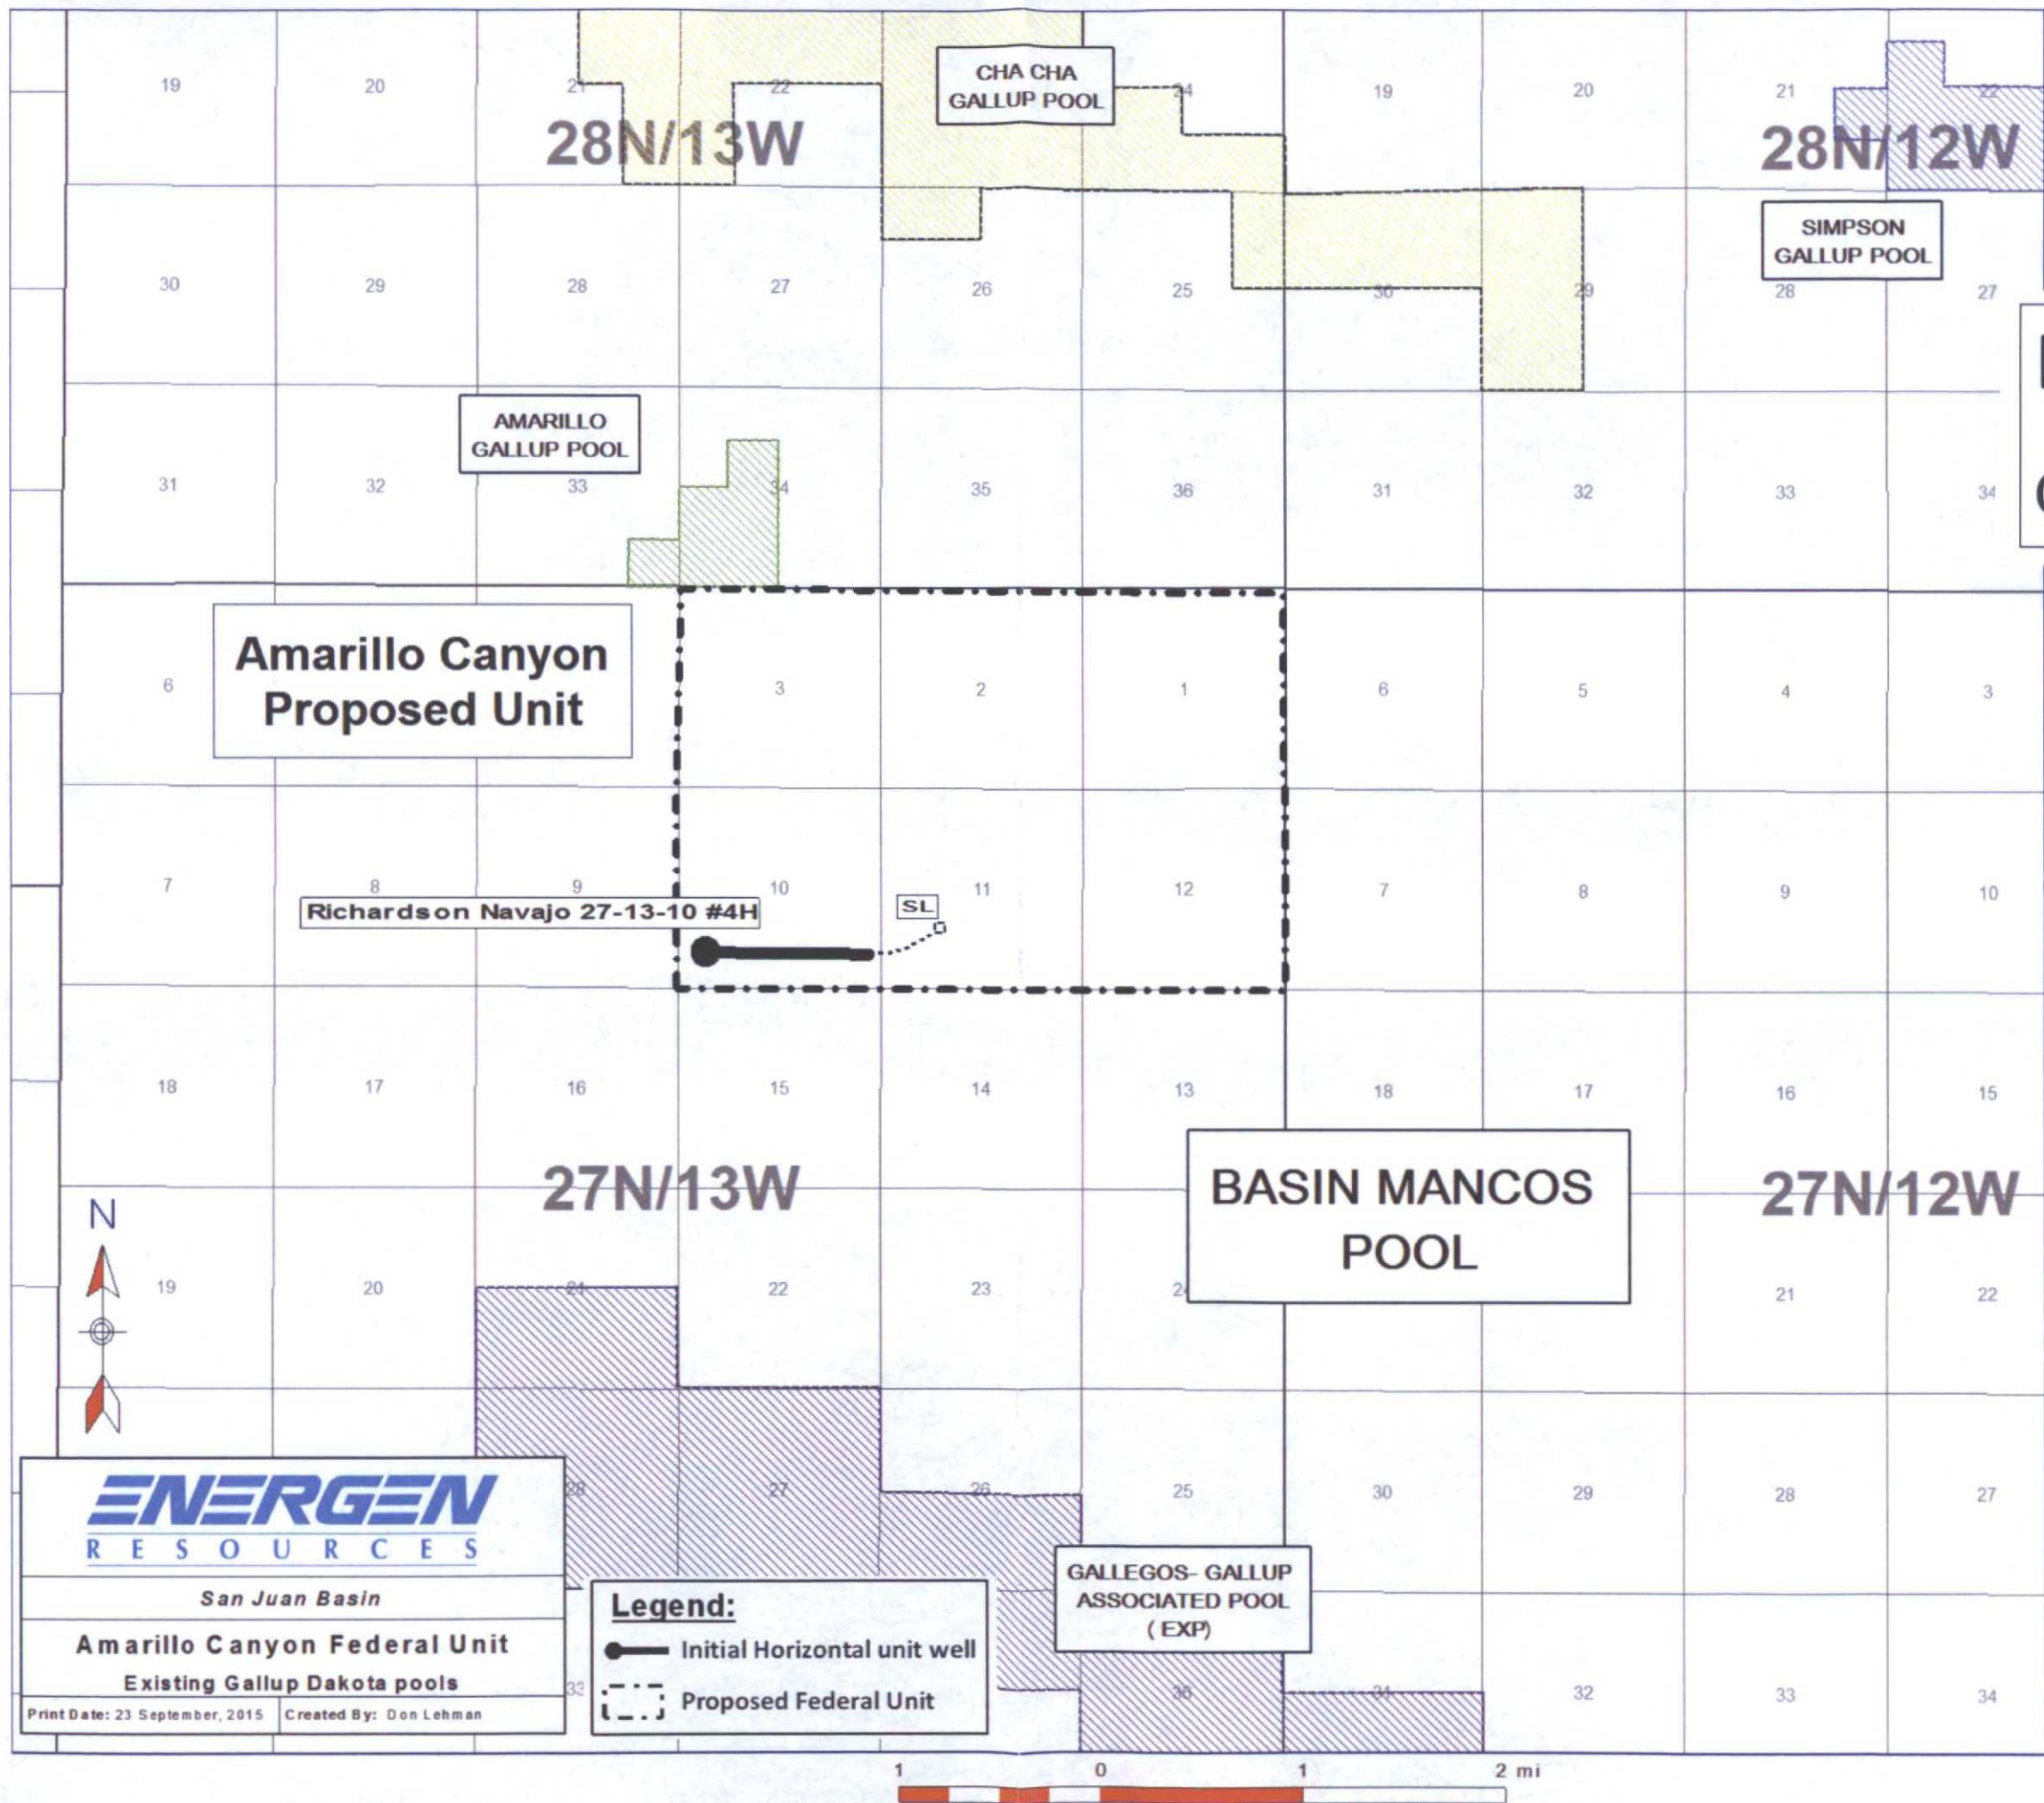 19
20
21
22
CHA CHA
GALLUP POOL
24
19
20
21
22
28N/13W
28N/12W
SIMPSON
GALLUP POOL
30
29
28
27
26
25
30
29
28
27
AMARILLO
GALLUP POOL
31
32
33
34
35
36
31
32
33
34
Amarillo Canyon
Proposed Unit
6
3
2
1
6
5
4
3
7
8
9
10
11
12
7
8
9
10
Richardson Navajo 27-13-10 #4H
SL
18
17
16
15
14
13
18
17
16
15
27N/13W
BASIN MANCOS
POOL
27N/12W
N
19
20
21
22
23
24
21
22
28
27
26
25
30
29
28
27
ENERGEN
RESOURCES
San Juan Basin
Amarillo Canyon Federal Unit
Existing Gallup Dakota pools
Print Date: 23 September, 2015
Created By: Don Lehman
33
Legend:
Initial Horizontal unit well
Proposed Federal Unit
GALLEGOS- GALLUP
ASSOCIATED POOL
( EXP)
36
31
32
33
34
1 0 1 2 mi